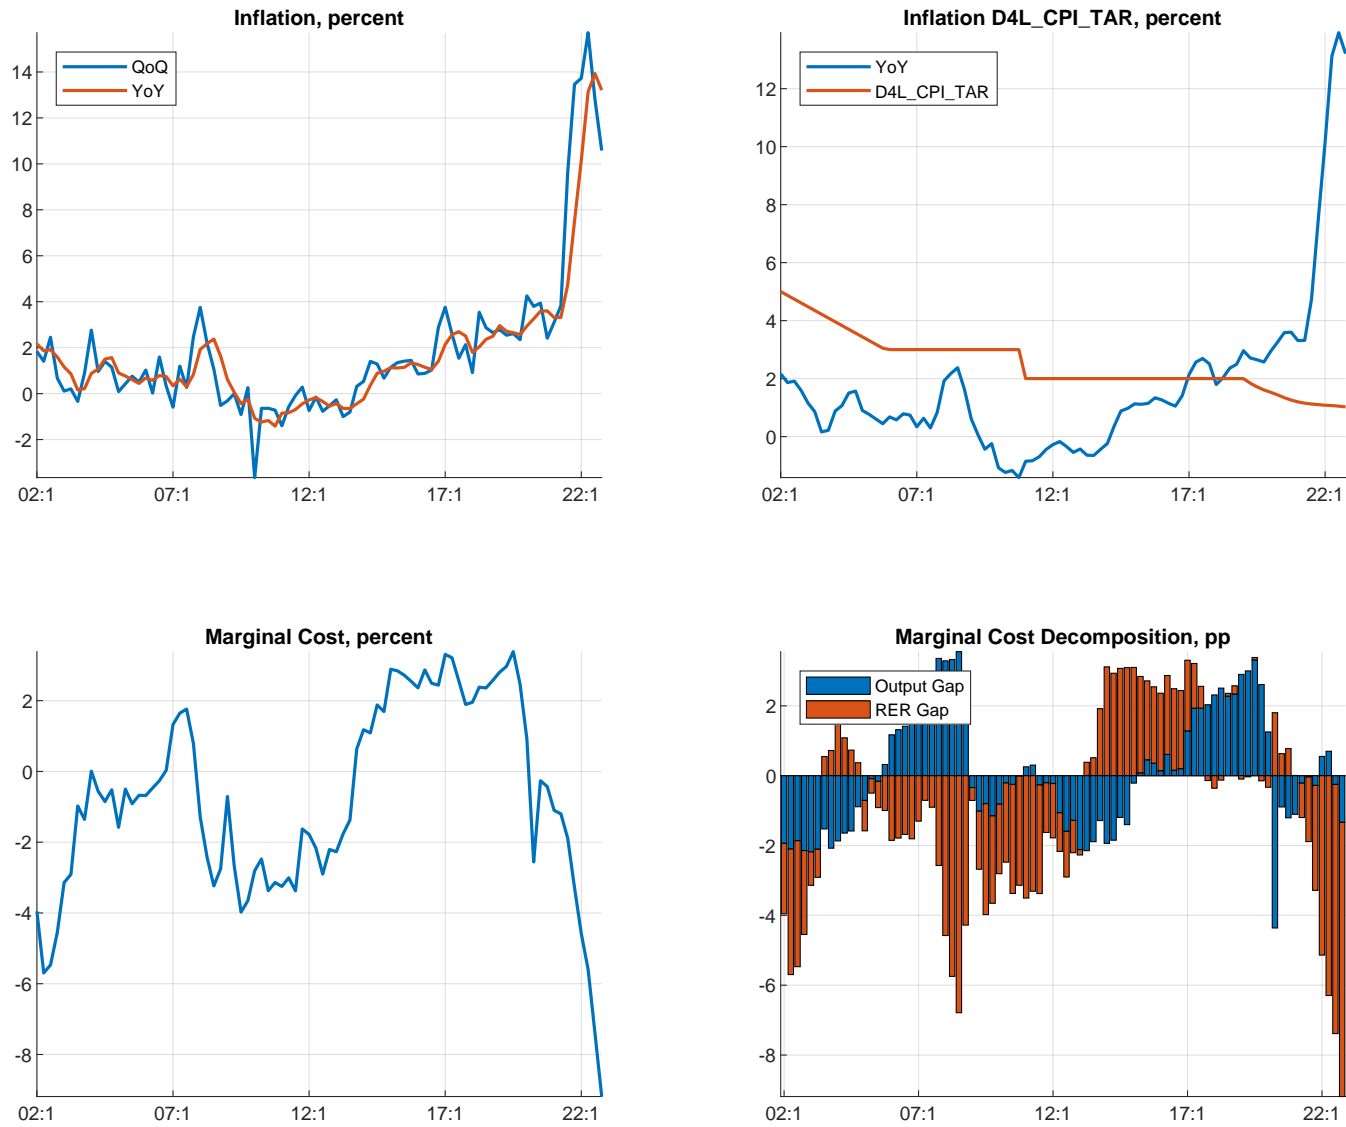 Inflation, percent
QoQ
YoY
14
12
10
8
6
4
2
0
-2
02:1 07:1 12:1 17:1 22:1
Inflation D4L_CPI_TAR, percent
YoY
D4L_CPI_TAR
12
10
8
6
4
2
0
02:1 07:1 12:1 17:1 22:1
Marginal Cost, percent
2
0
-2
-4
-6
-8
02:1 07:1 12:1 17:1 22:1
Marginal Cost Decomposition, pp
Output Gap
RER Gap
2
0
-2
-4
-6
-8
02:1 07:1 12:1 17:1 22:1